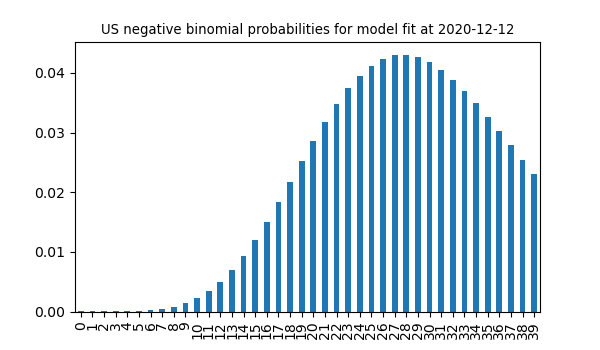 US negative binomial probabilities for model fit at 2020-12-12
0.04
0.03
0.02
0.01
0.00
0 1 2 3 4 5 6 7 8 9 10 11 12 13 14 15 16 17 18 19 20 21 22 23 24 25 26 27 28 29 30 31 32 33 34 35 36 37 38 39